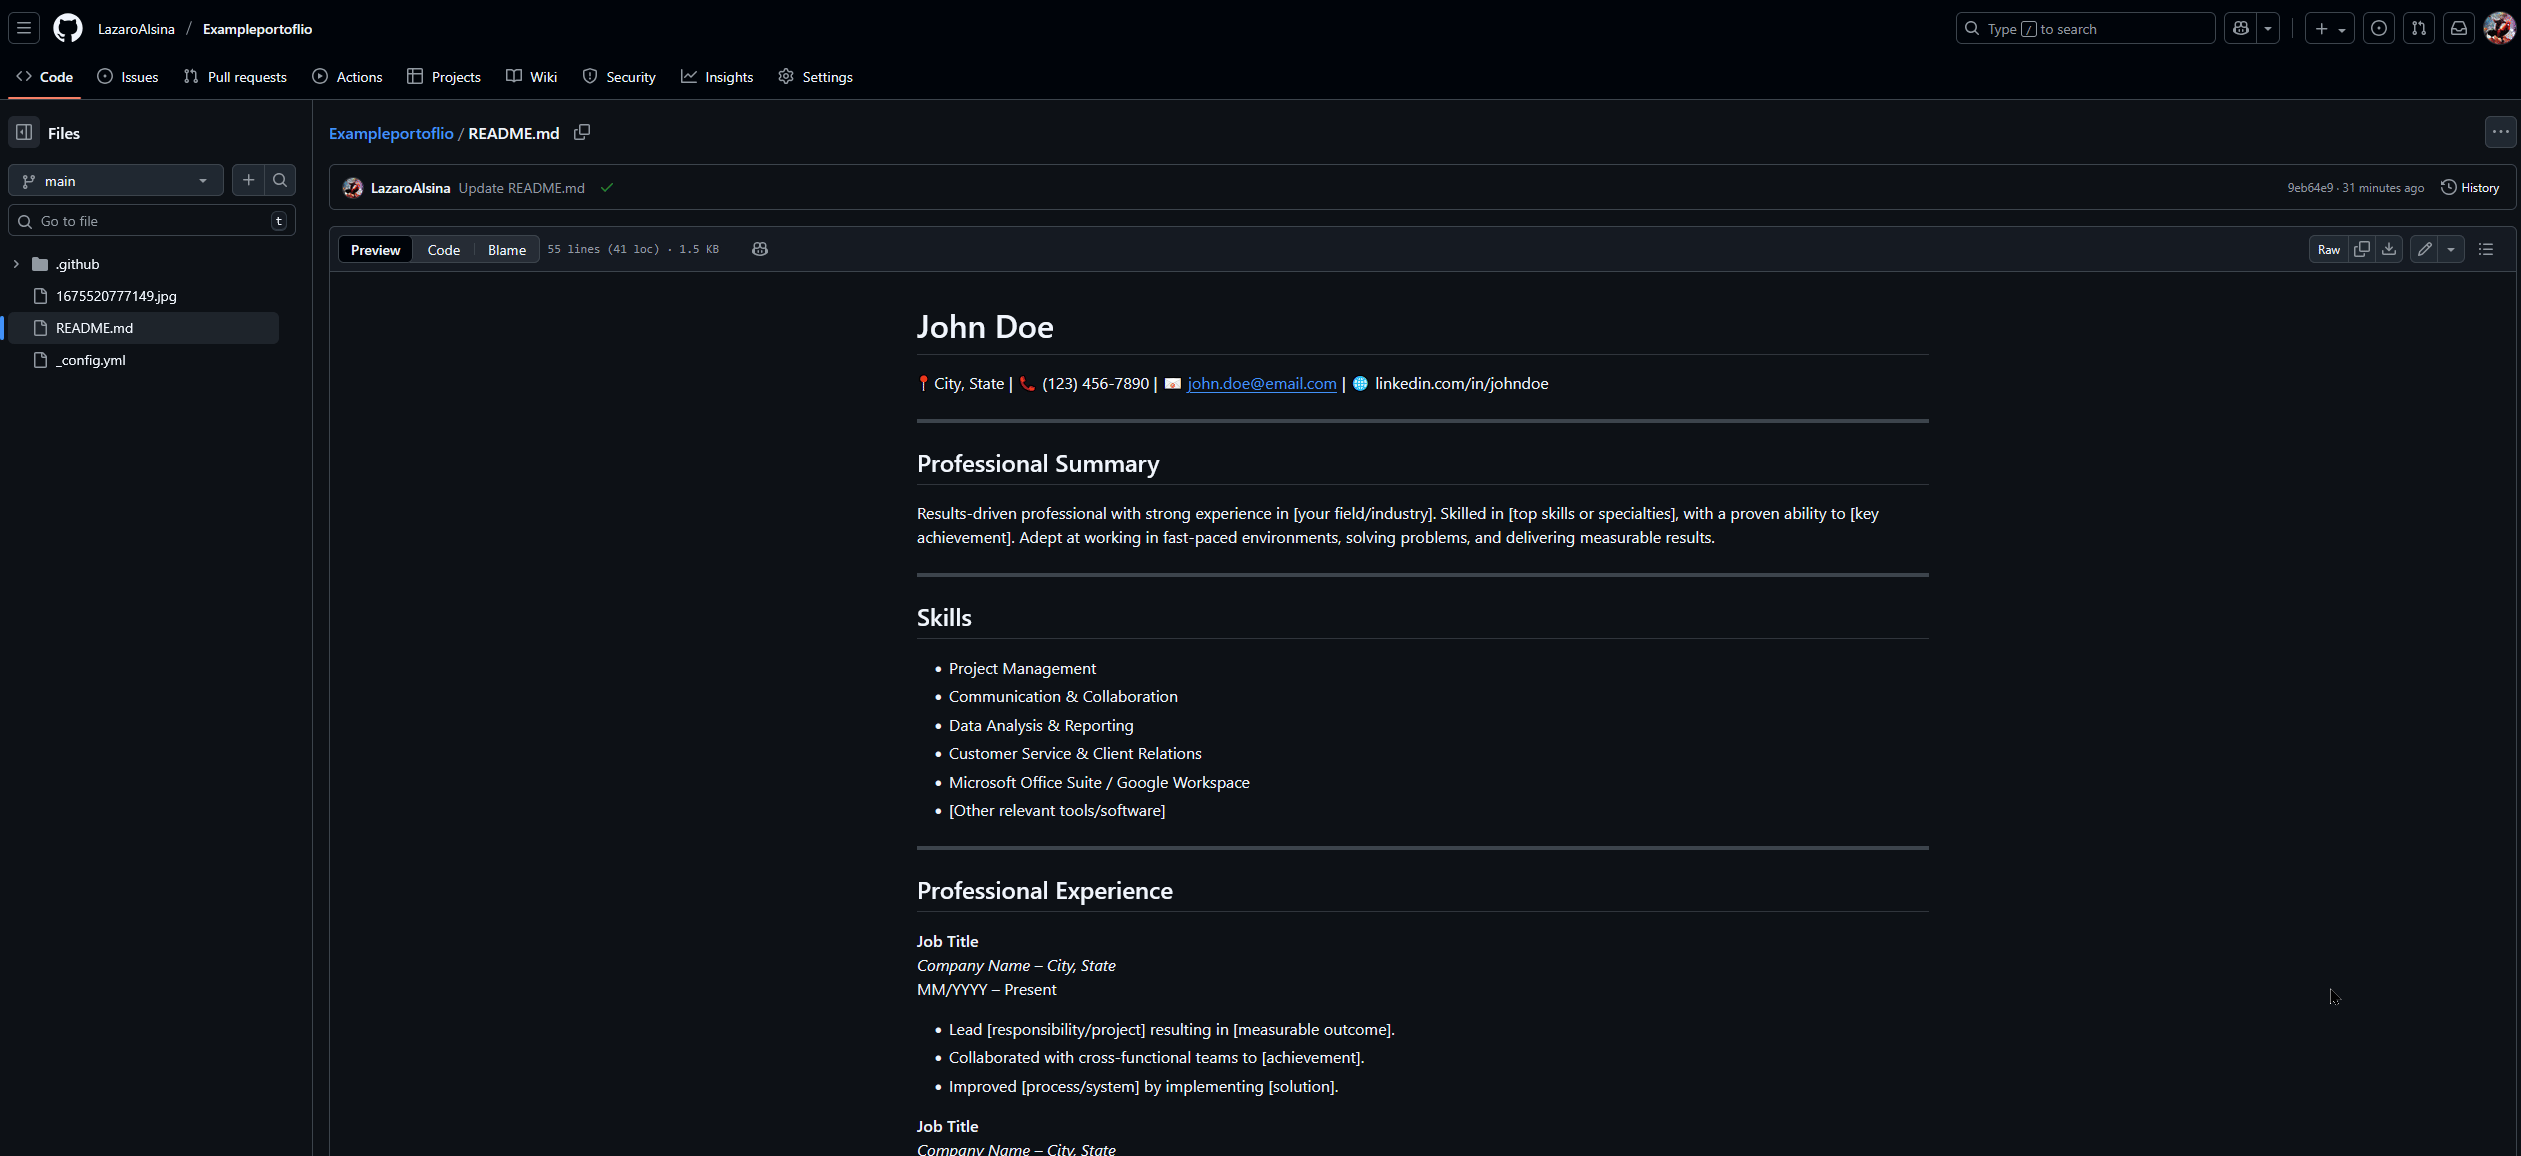 LazaroAlsina / Exampleportoflio
Type / to search
Code Issues Pull requests Actions Projects Wiki Security Insights Settings
Files
main
Go to file t
.github
1675520777149.jpg
README.md
_config.yml
Exampleportoflio / README.md
LazaroAlsina Update README.md
9eb64e9 · 31 minutes ago History
Preview Code Blame 55 lines (41 loc) · 1.5 KB
Raw
John Doe
📍 City, State | 📞 (123) 456-7890 | 📧 john.doe@email.com | 🌐 linkedin.com/in/johndoe
Professional Summary
Results-driven professional with strong experience in [your field/industry]. Skilled in [top skills or specialties], with a proven ability to [key
achievement]. Adept at working in fast-paced environments, solving problems, and delivering measurable results.
Skills
• Project Management
• Communication & Collaboration
• Data Analysis & Reporting
• Customer Service & Client Relations
• Microsoft Office Suite / Google Workspace
• [Other relevant tools/software]
Professional Experience
Job Title
Company Name – City, State
MM/YYYY – Present
• Lead [responsibility/project] resulting in [measurable outcome].
• Collaborated with cross-functional teams to [achievement].
• Improved [process/system] by implementing [solution].
Job Title
Company Name – City, State